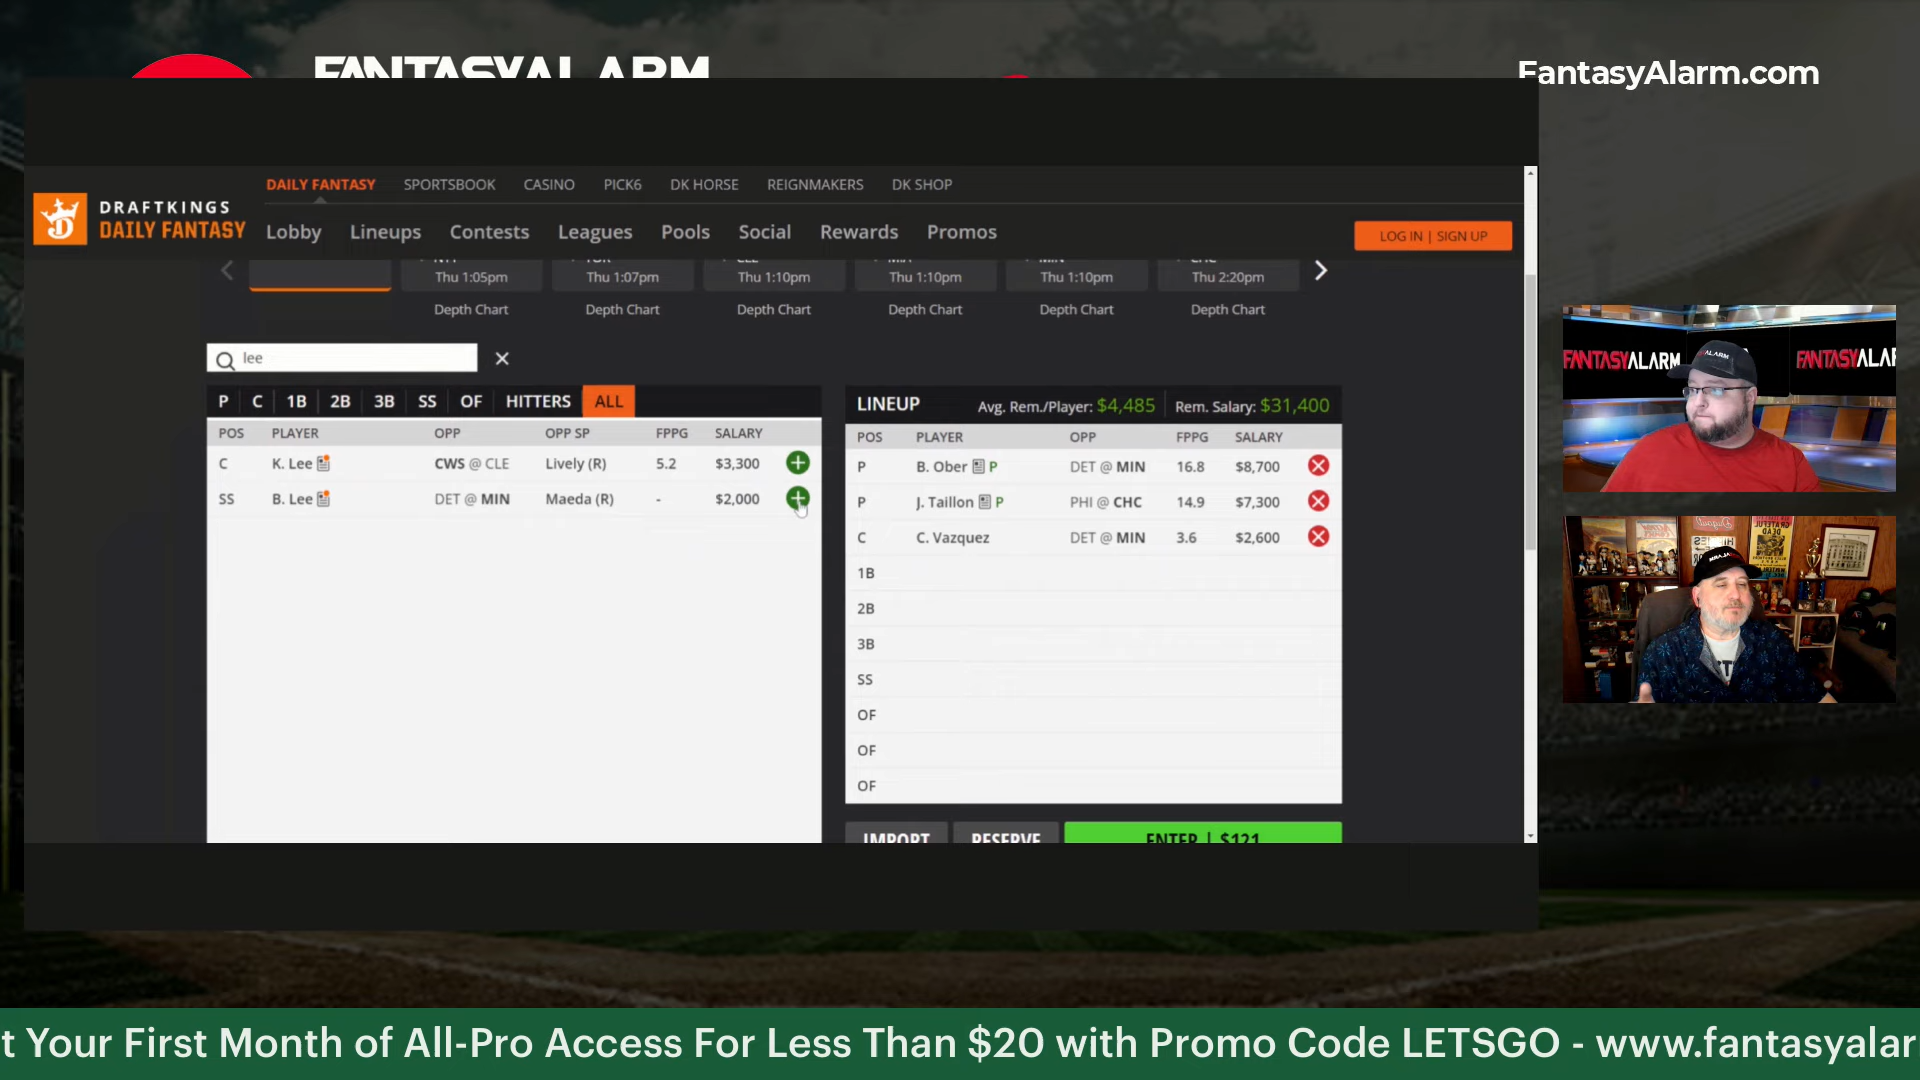 FANTASYALARM
FantasyAlarm.com
DAILY FANTASY SPORTSBOOK CASINO PICK6 DK HORSE REIGNMAKERS DK SHOP
DRAFTKINGS
DAILY FANTASY
Lobby Lineups Contests Leagues Pools Social Rewards Promos
LOG IN | SIGN UP
Thu 1:05pm Thu 1:07pm Thu 1:10pm Thu 1:10pm Thu 1:10pm Thu 2:20pm
Depth Chart Depth Chart Depth Chart Depth Chart Depth Chart Depth Chart
lee
P C 1B 2B 3B SS OF HITTERS ALL
POS PLAYER OPP OPP SP FPPG SALARY
C K. Lee CWS @ CLE Lively (R) 5.2 $3,300
SS B. Lee DET @ MIN Maeda (R) - $2,000
LINEUP Avg. Rem./Player: $4,485 Rem. Salary: $31,400
POS PLAYER OPP FPPG SALARY
P B. Ober P DET @ MIN 16.8 $8,700
P J. Taillon P PHI @ CHC 14.9 $7,300
C C. Vazquez DET @ MIN 3.6 $2,600
1B
2B
3B
SS
OF
OF
OF
IMPORT RESERVE ENTER | $121
FANTASYALARM
t Your First Month of All-Pro Access For Less Than $20 with Promo Code LETSGO - www.fantasyalar